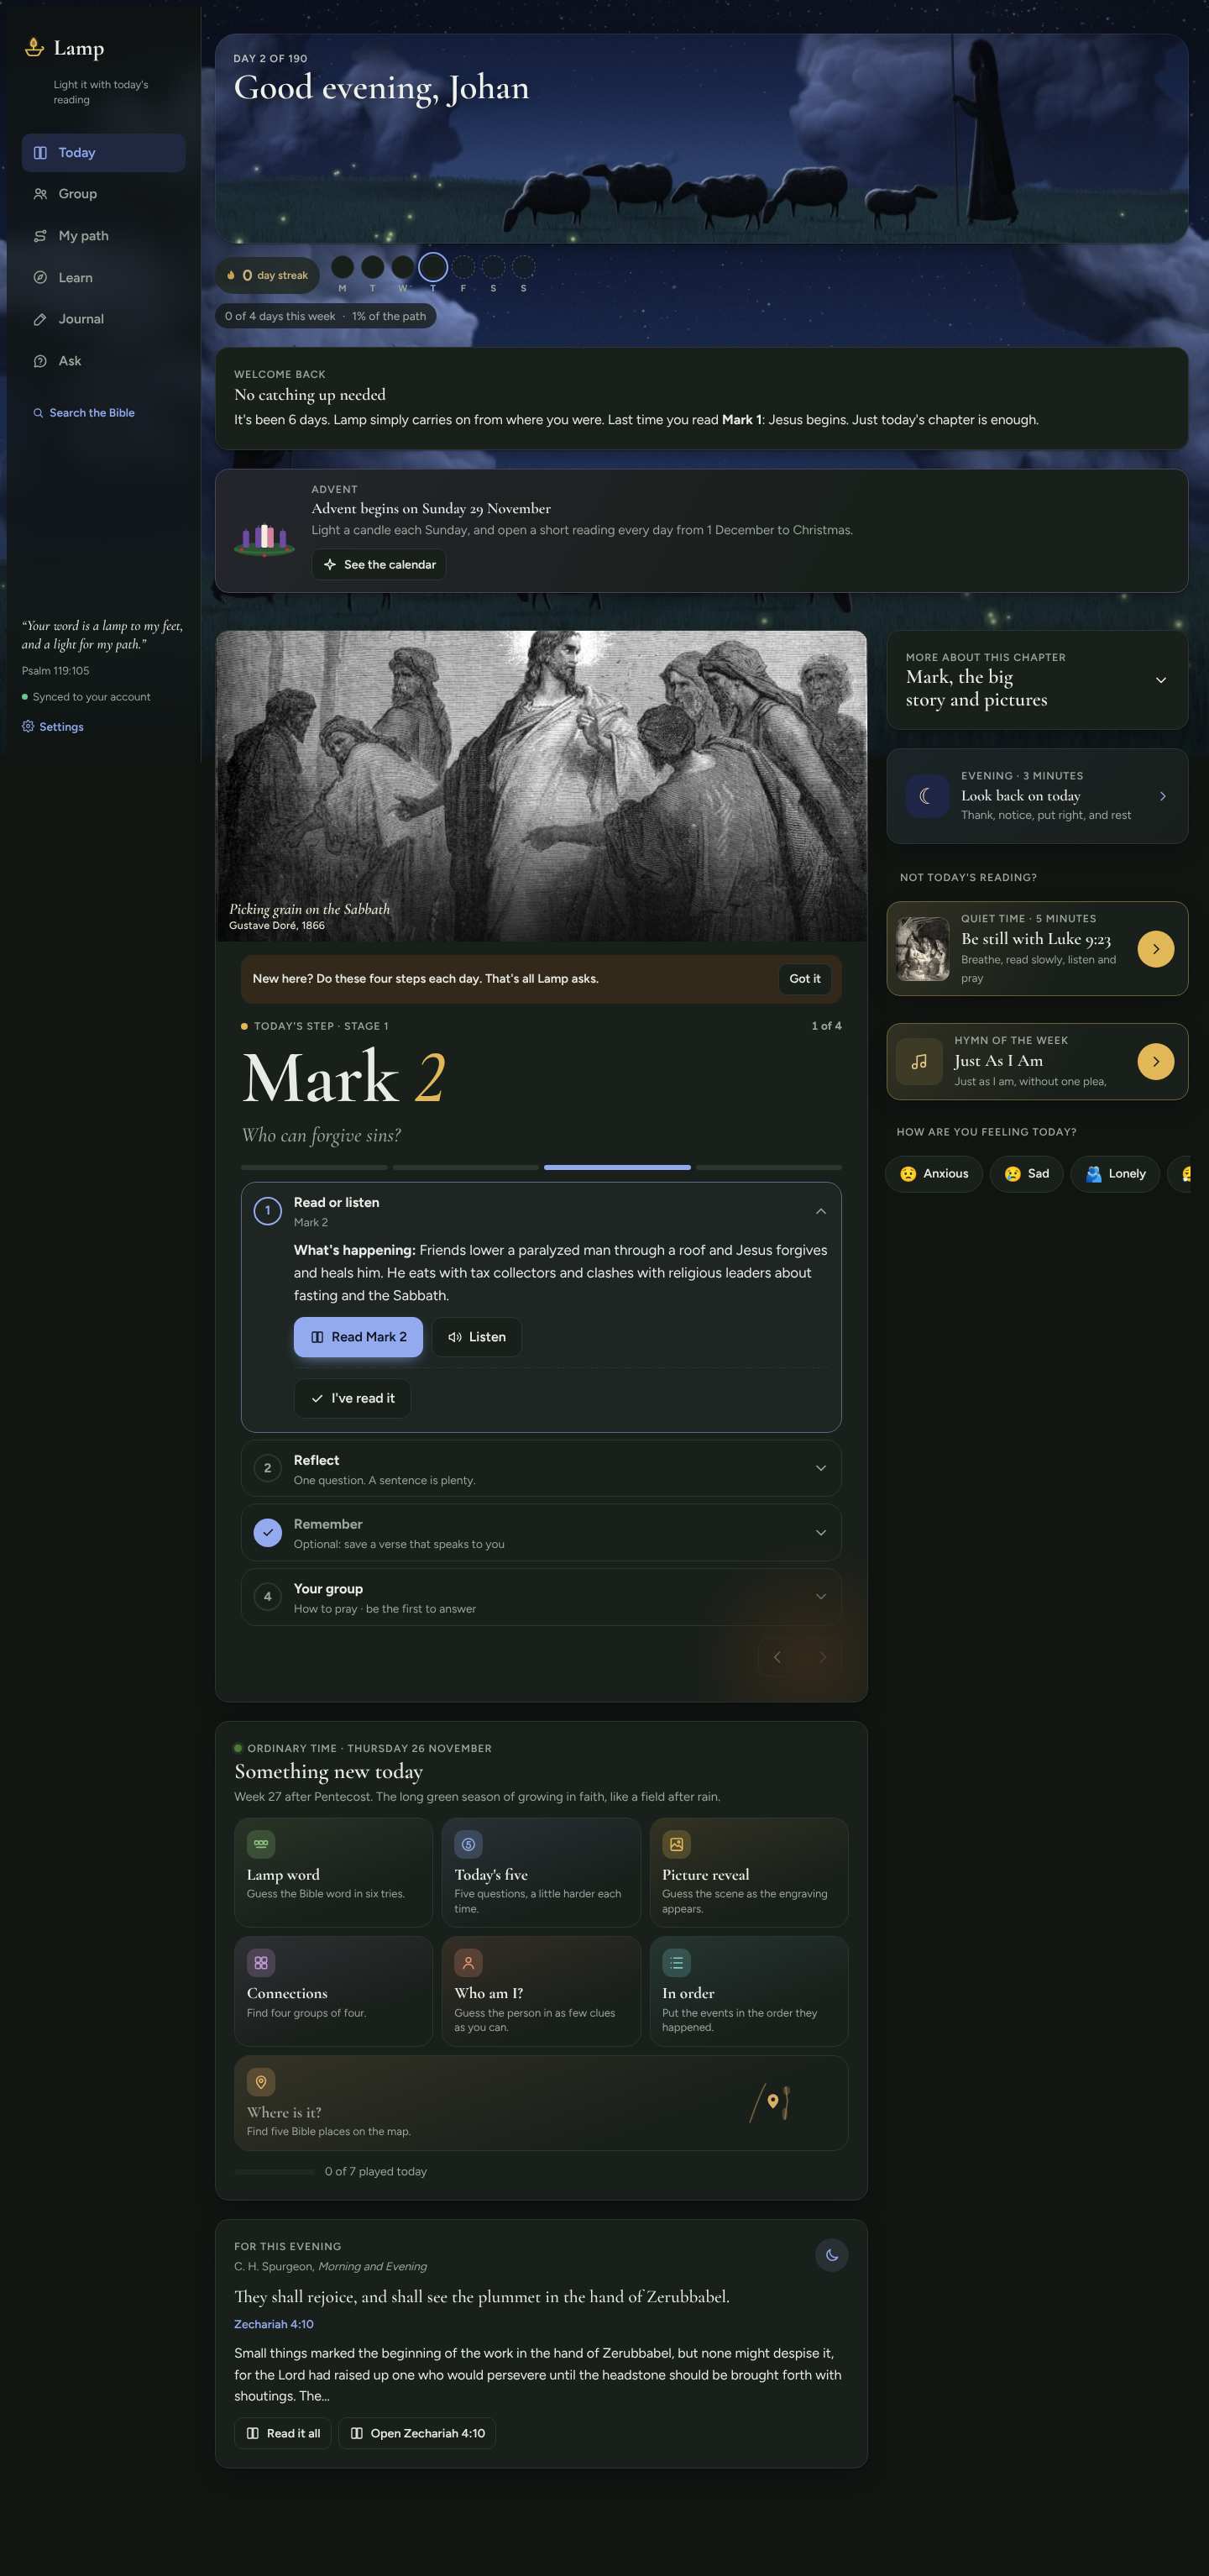 Lamp
Light it with today's
reading
Today
Group
My path
Learn
Journal
Ask
Search the Bible
“Your word is a lamp to my feet,
and a light for my path.”
Psalm 119:105
Synced to your account
Settings
DAY 2 OF 190
Good evening, Johan
0 day streak
M T W T F S S
0 of 4 days this week · 1% of the path
WELCOME BACK
No catching up needed
It's been 6 days. Lamp simply carries on from where you were. Last time you read Mark 1: Jesus begins. Just today's chapter is enough.
ADVENT
Advent begins on Sunday 29 November
Light a candle each Sunday, and open a short reading every day from 1 December to Christmas.
See the calendar
Picking grain on the Sabbath
Gustave Doré, 1866
New here? Do these four steps each day. That's all Lamp asks.
Got it
TODAY'S STEP · STAGE 1
1 of 4
Mark 2
Who can forgive sins?
1
Read or listen
Mark 2
What's happening: Friends lower a paralyzed man through a roof and Jesus forgives
and heals him. He eats with tax collectors and clashes with religious leaders about
fasting and the Sabbath.
Read Mark 2
Listen
I've read it
2
Reflect
One question. A sentence is plenty.
Remember
Optional: save a verse that speaks to you
4
Your group
How to pray · be the first to answer
MORE ABOUT THIS CHAPTER
Mark, the big
story and pictures
EVENING · 3 MINUTES
Look back on today
Thank, notice, put right, and rest
NOT TODAY'S READING?
QUIET TIME · 5 MINUTES
Be still with Luke 9:23
Breathe, read slowly, listen and
pray
HYMN OF THE WEEK
Just As I Am
Just as I am, without one plea,
HOW ARE YOU FEELING TODAY?
Anxious
Sad
Lonely
ORDINARY TIME · THURSDAY 26 NOVEMBER
Something new today
Week 27 after Pentecost. The long green season of growing in faith, like a field after rain.
Lamp word
Guess the Bible word in six tries.
5
Today's five
Five questions, a little harder each
time.
Picture reveal
Guess the scene as the engraving
appears.
Connections
Find four groups of four.
Who am I?
Guess the person in as few clues
as you can.
In order
Put the events in the order they
happened.
Where is it?
Find five Bible places on the map.
0 of 7 played today
FOR THIS EVENING
C. H. Spurgeon, Morning and Evening
They shall rejoice, and shall see the plummet in the hand of Zerubbabel.
Zechariah 4:10
Small things marked the beginning of the work in the hand of Zerubbabel, but none might despise it,
for the Lord had raised up one who would persevere until the headstone should be brought forth with
shoutings. The…
Read it all
Open Zechariah 4:10